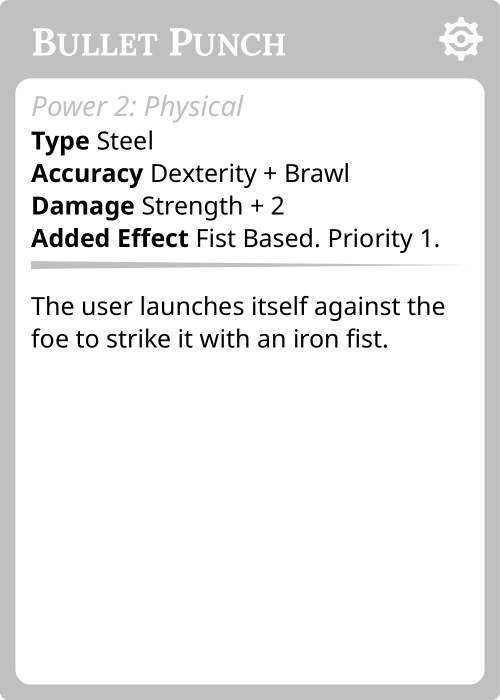 Bullet Punch
Power 2: Physical
Type Steel
Accuracy Dexterity + Brawl
Damage Strength + 2
Added Effect Fist Based. Priority 1.
The user launches itself against the
foe to strike it with an iron fist.